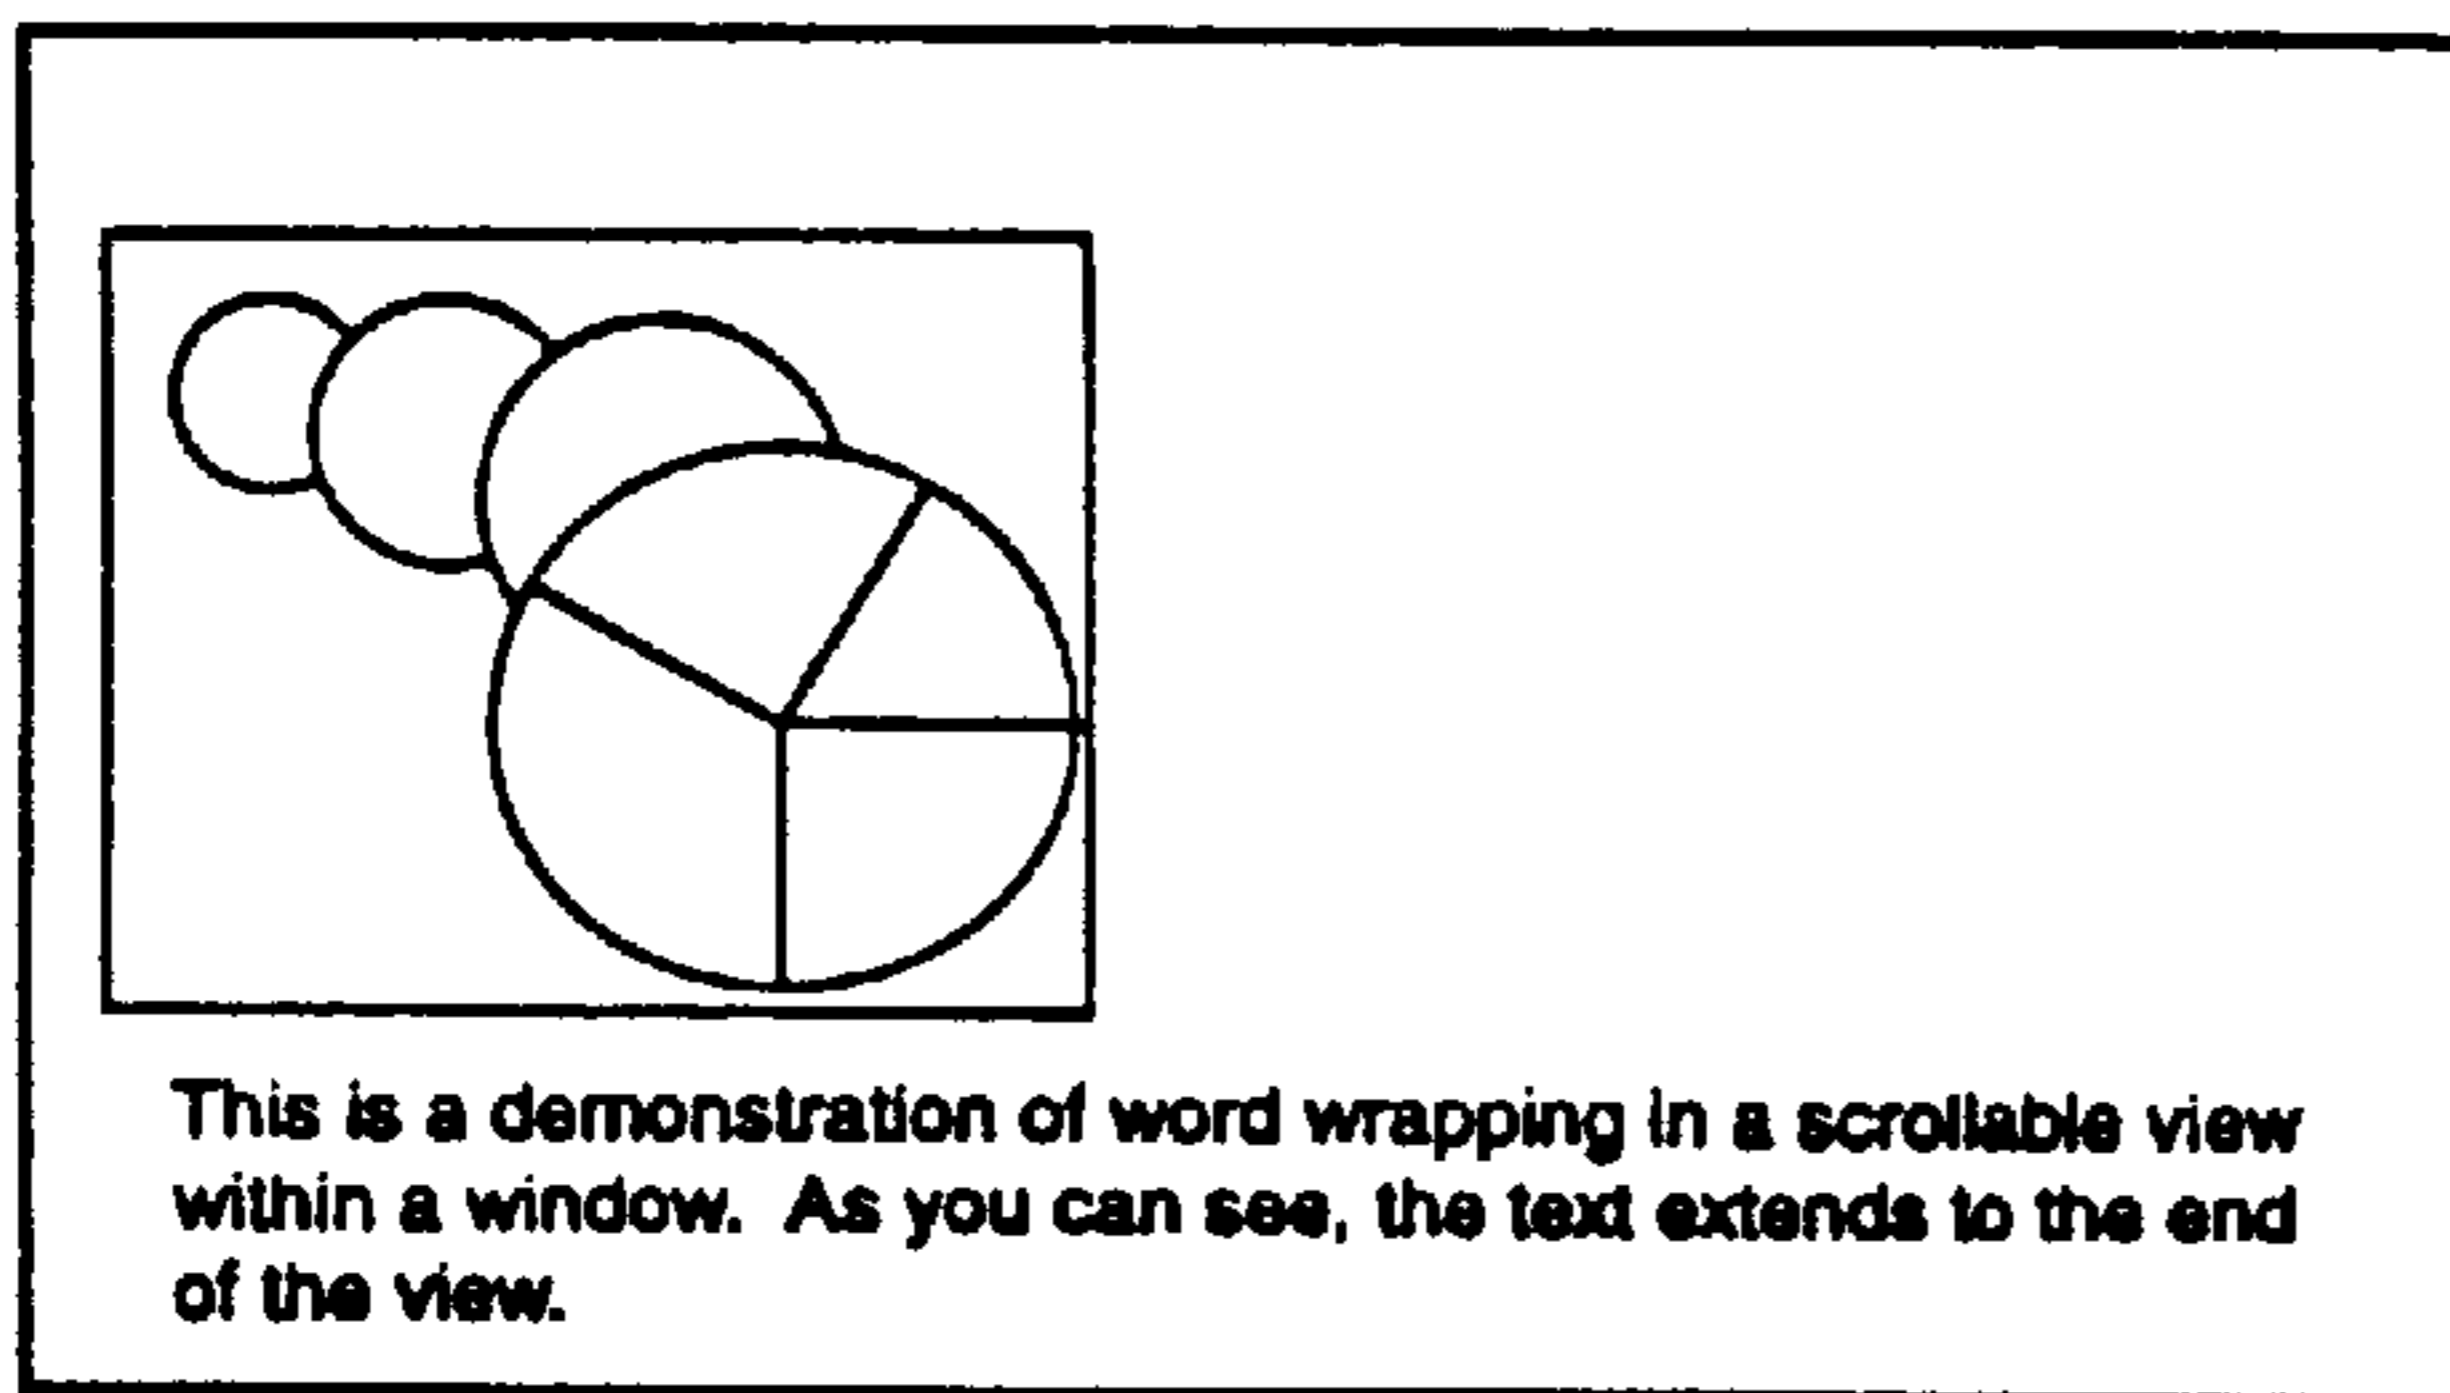 This is a demonstration of word wrapping in a scrollable view
within a window.  As you can see, the text extends to the end
of the view.